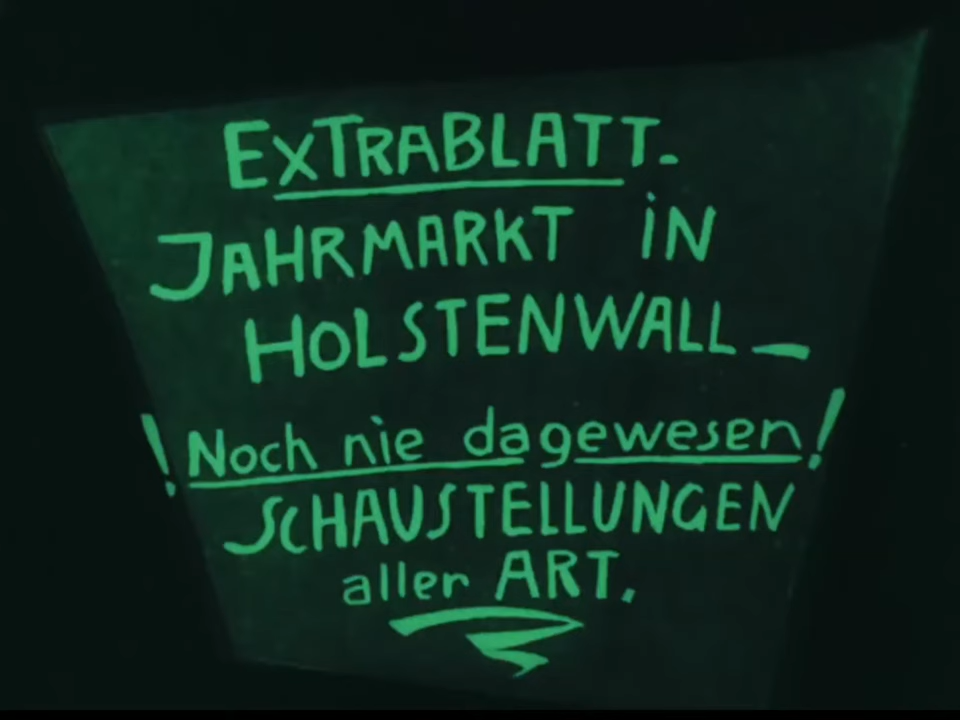 EXTRABLATT-
JAHRMARKT iN
HOLSTENWALL -
! Noch nie dagewesen!
SCHAUSTELLUNGEN
aller ART.